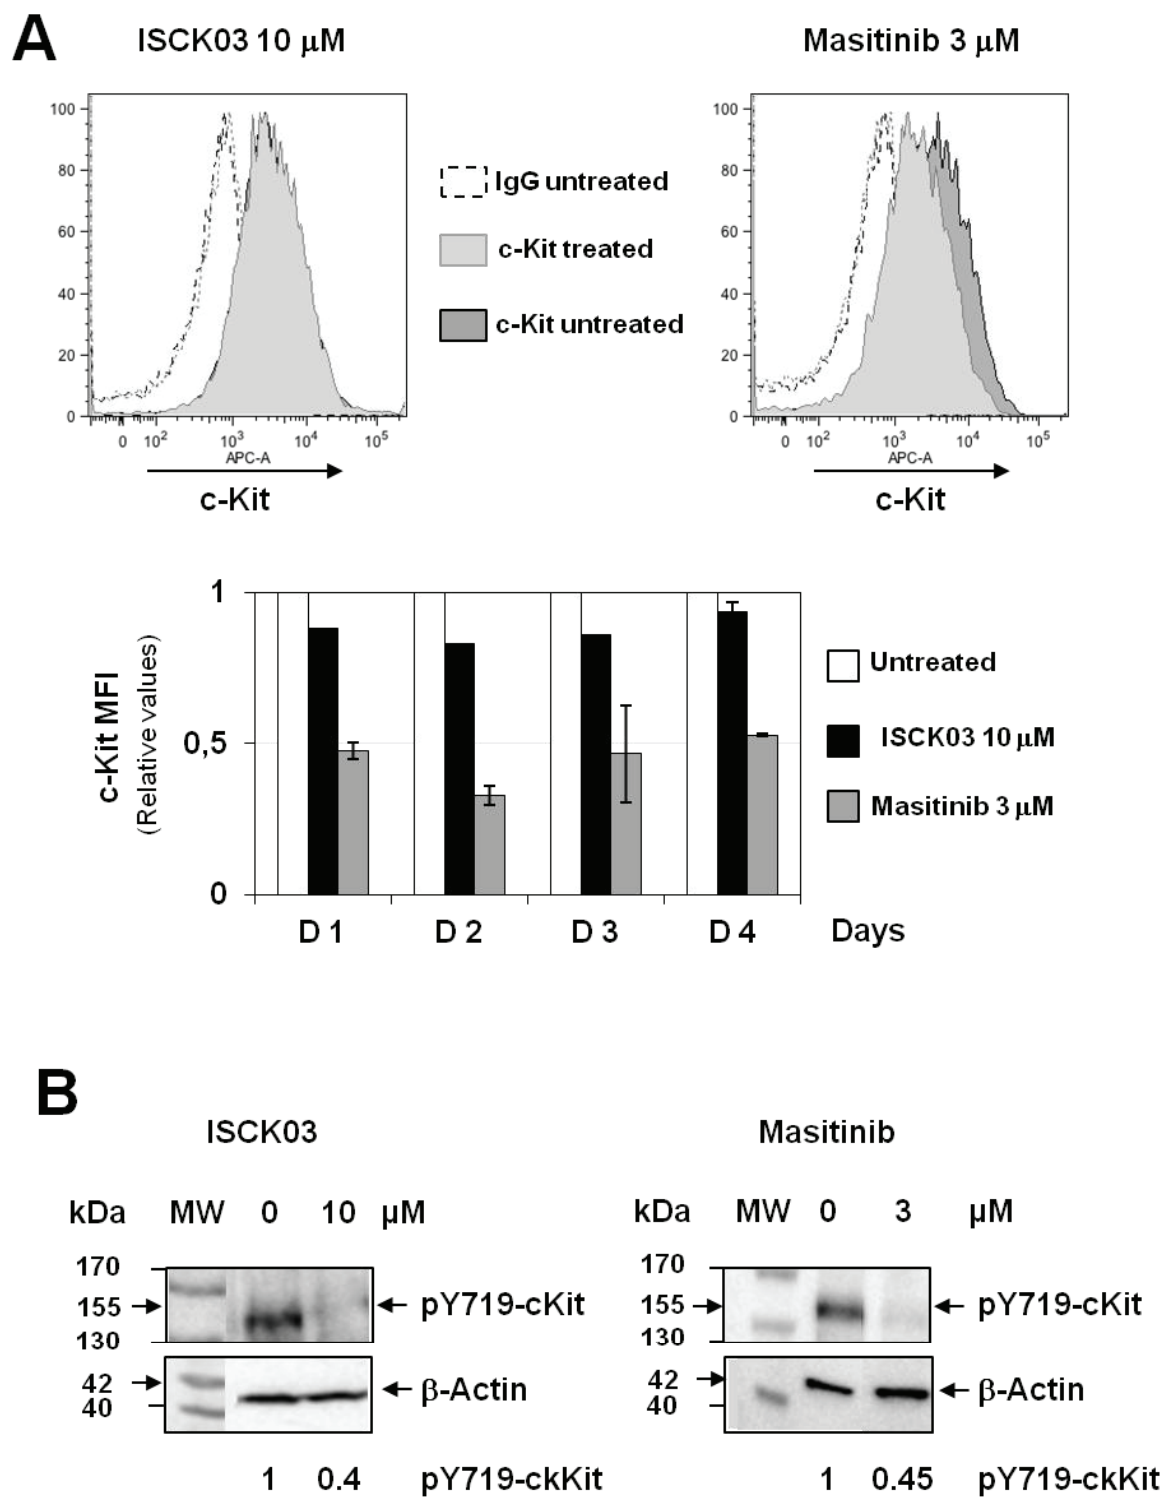 A
ISCK03 10 µM
Masitinib 3 µM
100
80
60
40
20
0
0 10² 10³ 10⁴ 10⁵
APC-A
c-Kit
IgG untreated
c-Kit treated
c-Kit untreated
100
80
60
40
20
0
0 10² 10³ 10⁴ 10⁵
APC-A
c-Kit
c-Kit MFI
(Relative values)
1
0,5
0
D 1 D 2 D 3 D 4 Days
Untreated
ISCK03 10 µM
Masitinib 3 µM
B
ISCK03
kDa MW 0 10 µM
170
155
130
pY719-cKit
42
40
β-Actin
1 0.4 pY719-ckKit
Masitinib
kDa MW 0 3 µM
170
155
130
pY719-cKit
42
40
β-Actin
1 0.45 pY719-ckKit